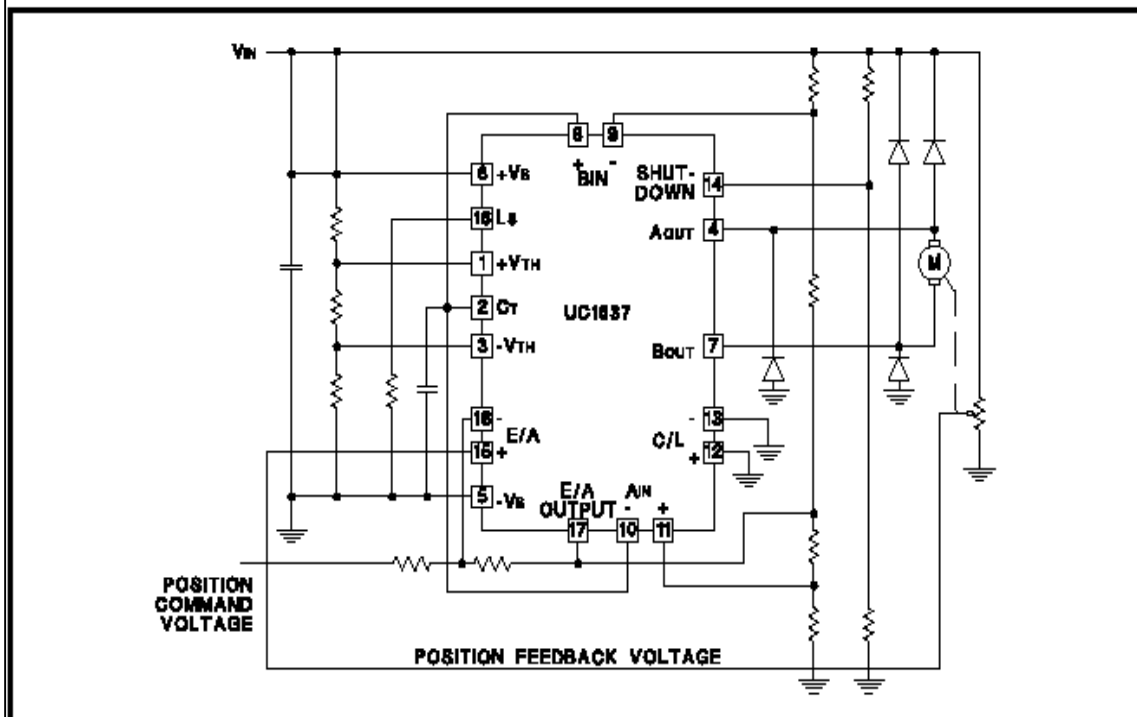 VIN
8 9
+ BIN -
6 +VS
SHUT-
DOWN 14
18 LS
AOUT 4
1 +VTH
M
2 CT
UC1637
3 -VTH
BOUT 7
16 -
- 13
E/A
C/L
15 +
+ 12
5 -VS
E/A
OUTPUT
AIN
- +
17 10 11
POSITION
COMMAND
VOLTAGE
POSITION FEEDBACK VOLTAGE